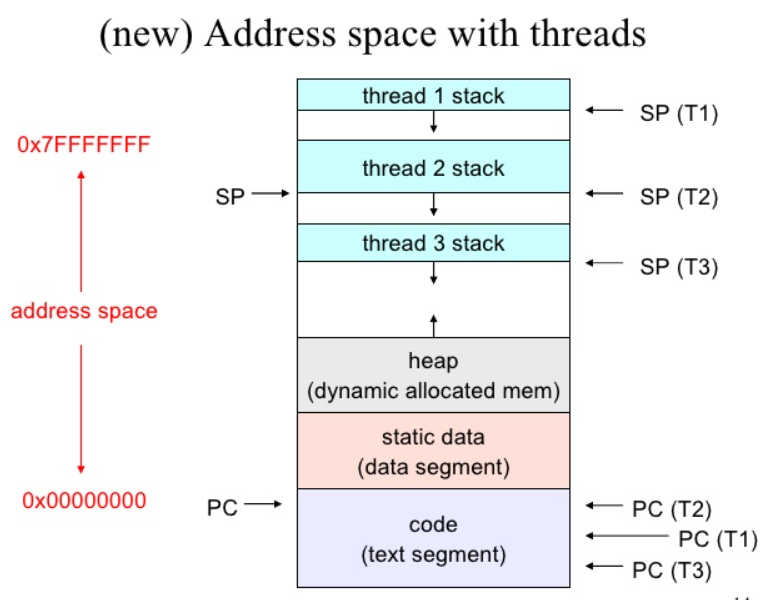 (new) Address space with threads
thread 1 stack
SP (T1)
0x7FFFFFFF
thread 2 stack
SP
SP (T2)
thread 3 stack
SP (T3)
address space
heap
(dynamic allocated mem)
static data
(data segment)
0x00000000
PC
code
(text segment)
PC (T2)
PC (T1)
PC (T3)